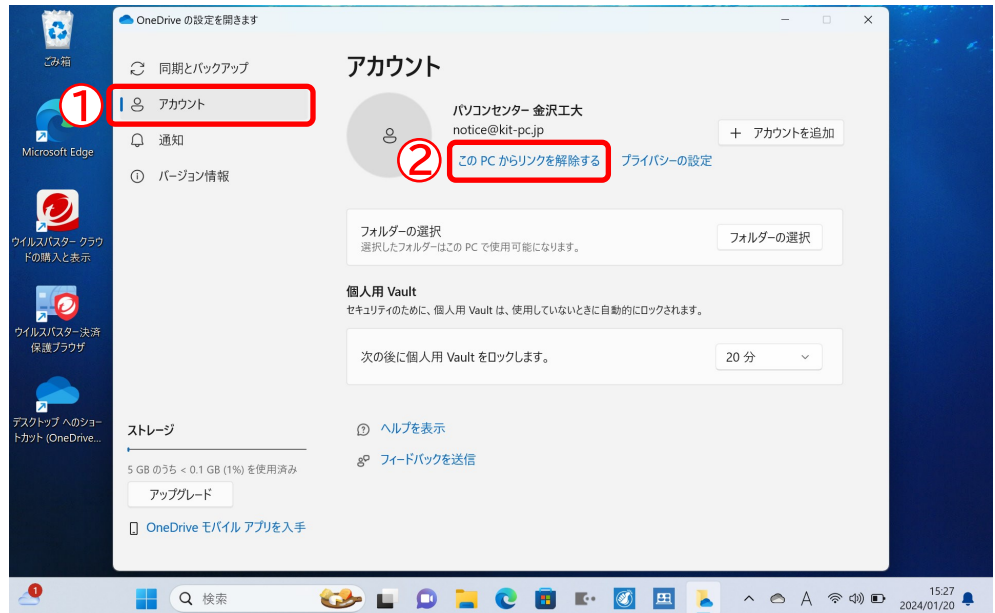 ごみ箱
Microsoft Edge
ウイルスバスター クラウ
ドの購入と表示
ウイルスバスター決済
保護ブラウザ
デスクトップ へのショー
トカット (OneDrive...
OneDrive の設定を開きます
同期とバックアップ
① アカウント
通知
バージョン情報
ストレージ
5 GB のうち < 0.1 GB (1%) を使用済み
アップグレード
OneDrive モバイル アプリを入手
アカウント
パソコンセンター 金沢工大
notice@kit-pc.jp
+ アカウントを追加
② この PC からリンクを解除する プライバシーの設定
フォルダーの選択
選択したフォルダーはこの PC で使用可能になります。
フォルダーの選択
個人用 Vault
セキュリティのために、個人用 Vault は、使用していないときに自動的にロックされます。
次の後に個人用 Vault をロックします。
20 分
ヘルプを表示
フィードバックを送信
1
検索
A
15:27
2024/01/20